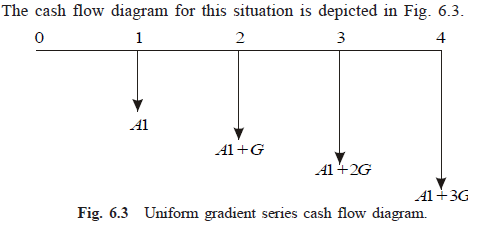 The cash flow diagram for this situation is depicted in Fig. 6.3.
0 1 2 3 4
A1
A1+G
A1+2G
A1+3G
Fig. 6.3 Uniform gradient series cash flow diagram.